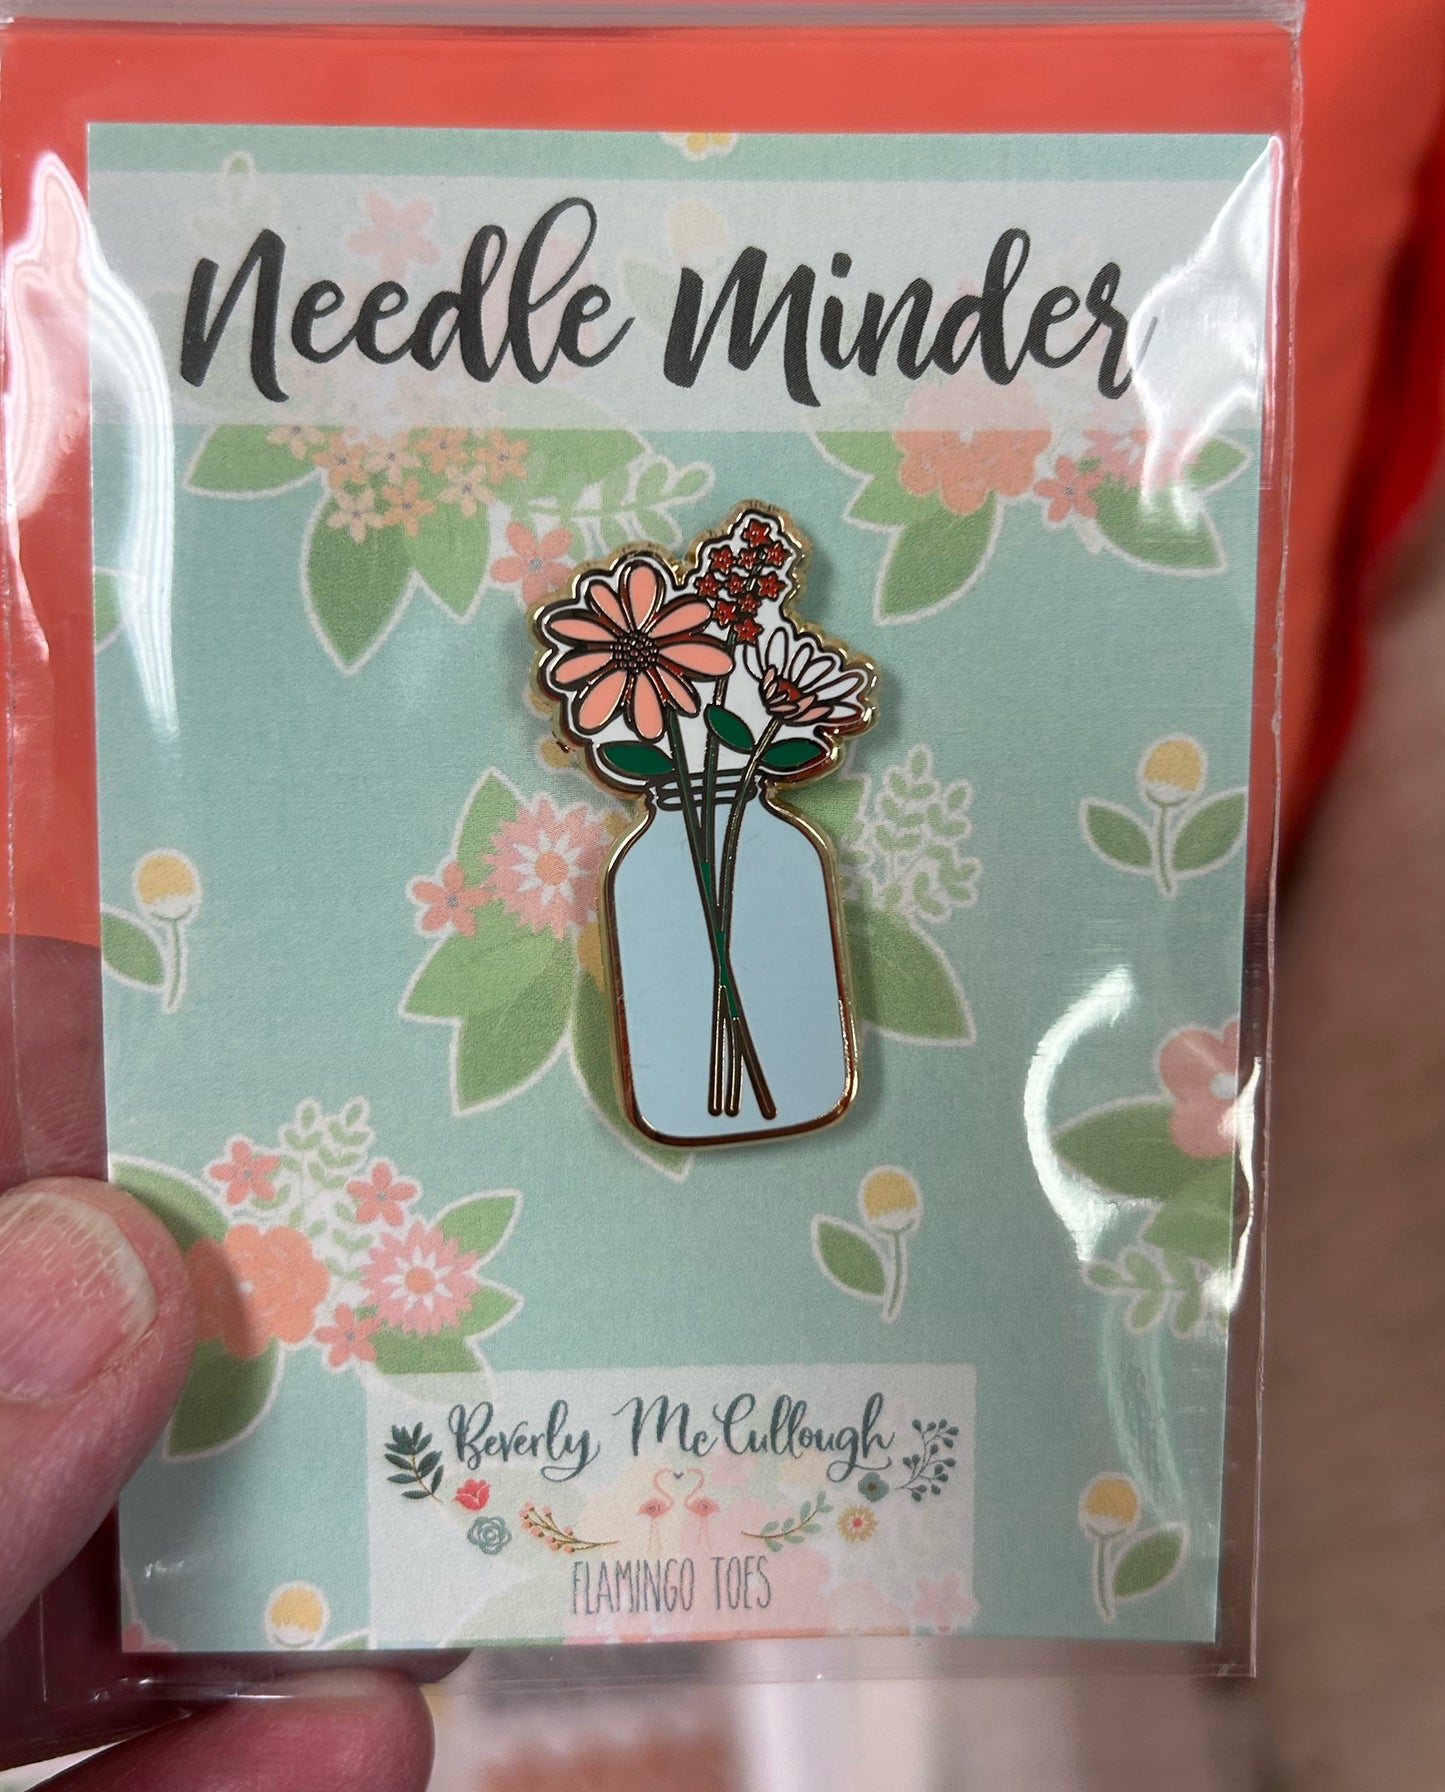 Needle Minder
Beverly McCullough
FLAMINGO TOES